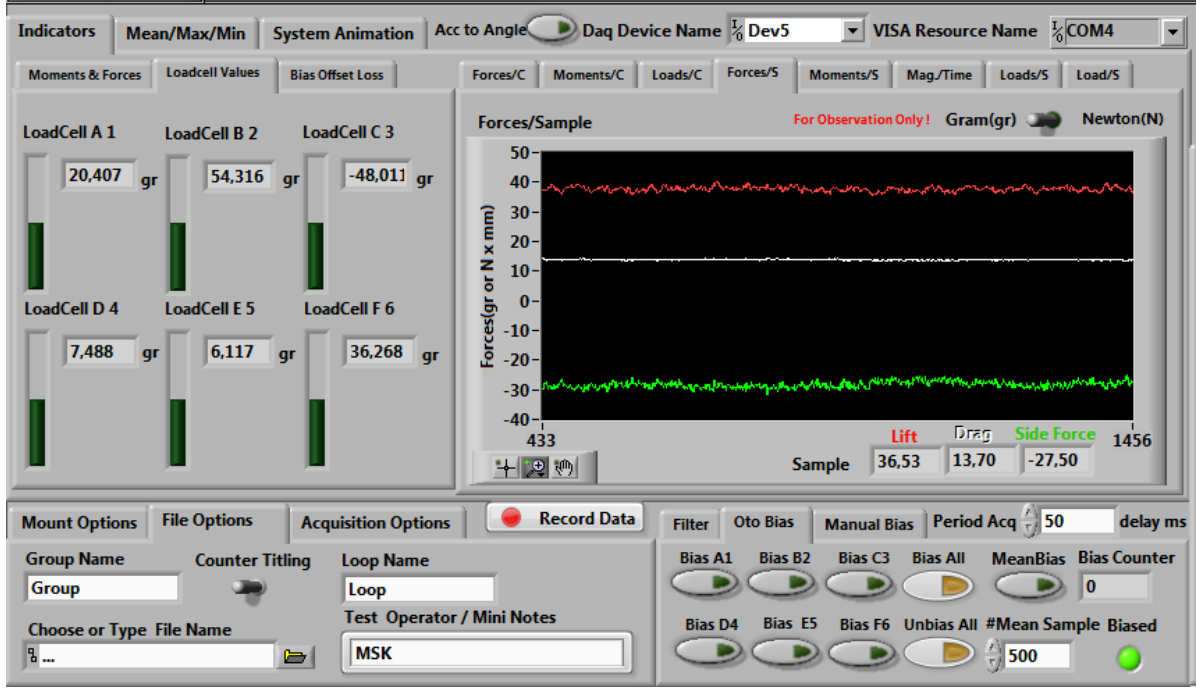 Indicators Mean/Max/Min System Animation Acc to Angle Daq Device Name I/O Dev5 VISA Resource Name I/O COM4
Moments & Forces Loadcell Values Bias Offset Loss Forces/C Moments/C Loads/C Forces/S Moments/S Mag./Time Loads/S Load/S
Forces/Sample For Observation Only ! Gram(gr) Newton(N)
LoadCell A 1 LoadCell B 2 LoadCell C 3
20,407 gr 54,316 gr -48,011 gr
LoadCell D 4 LoadCell E 5 LoadCell F 6
7,488 gr 6,117 gr 36,268 gr
Forces(gr or N x mm)
50
40
30
20
10
0
-10
-20
-30
-40
433 1456
Lift Drag Side Force
Sample 36,53 13,70 -27,50
Mount Options File Options Acquisition Options Record Data
Group Name Counter Titling Loop Name
Group Loop
Choose or Type File Name Test Operator / Mini Notes
... MSK
Filter Oto Bias Manual Bias Period Acq 50 delay ms
Bias A1 Bias B2 Bias C3 Bias All MeanBias Bias Counter
0
Bias D4 Bias E5 Bias F6 Unbias All #Mean Sample Biased
500